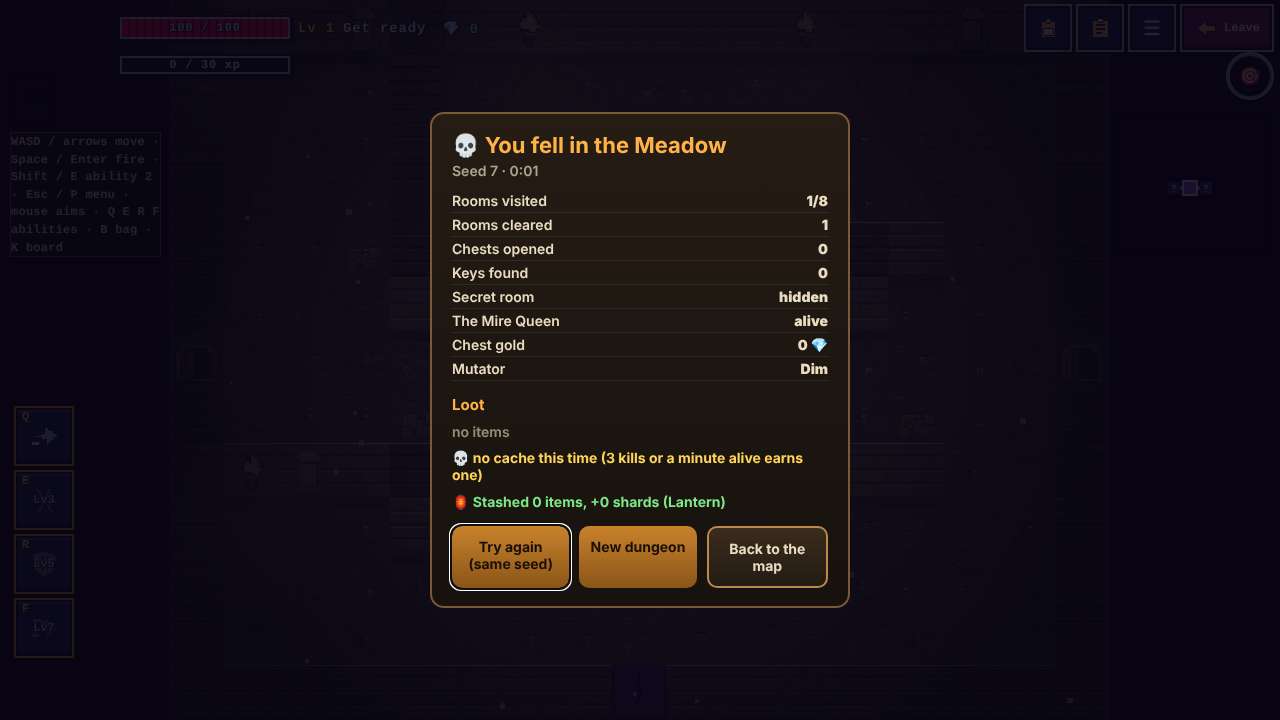 100 / 100 Lv 1 Get ready 💎 0
Leave
0 / 30 xp
WASD / arrows move ·
Space / Enter fire ·
Shift / E ability 2
· Esc / P menu ·
mouse aims · Q E R F
abilities · B bag ·
K board
💀 You fell in the Meadow
Seed 7 · 0:01
Rooms visited 1/8
Rooms cleared 1
Chests opened 0
Keys found 0
Secret room hidden
The Mire Queen alive
Chest gold 0 💎
Mutator Dim
Loot
no items
💀 no cache this time (3 kills or a minute alive earns
one)
🏮 Stashed 0 items, +0 shards (Lantern)
Try again
(same seed)
New dungeon
Back to the
map
Q
E
Lv3
R
Lv5
F
Lv7